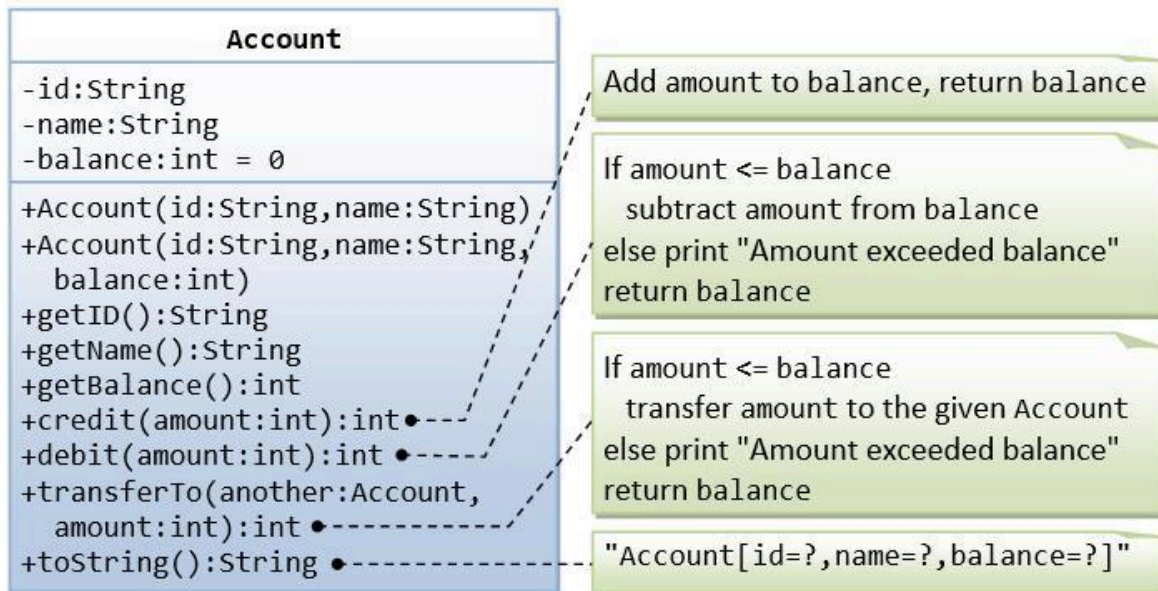 Account
-id:String
-name:String
-balance:int = 0
+Account(id:String,name:String)
+Account(id:String,name:String,
balance:int)
+getID():String
+getName():String
+getBalance():int
+credit(amount:int):int
+debit(amount:int):int
+transferTo(another:Account,
amount:int):int
+toString():String
Add amount to balance, return balance
If amount <= balance
subtract amount from balance
else print "Amount exceeded balance"
return balance
If amount <= balance
transfer amount to the given Account
else print "Amount exceeded balance"
return balance
"Account[id=?,name=?,balance=?]"